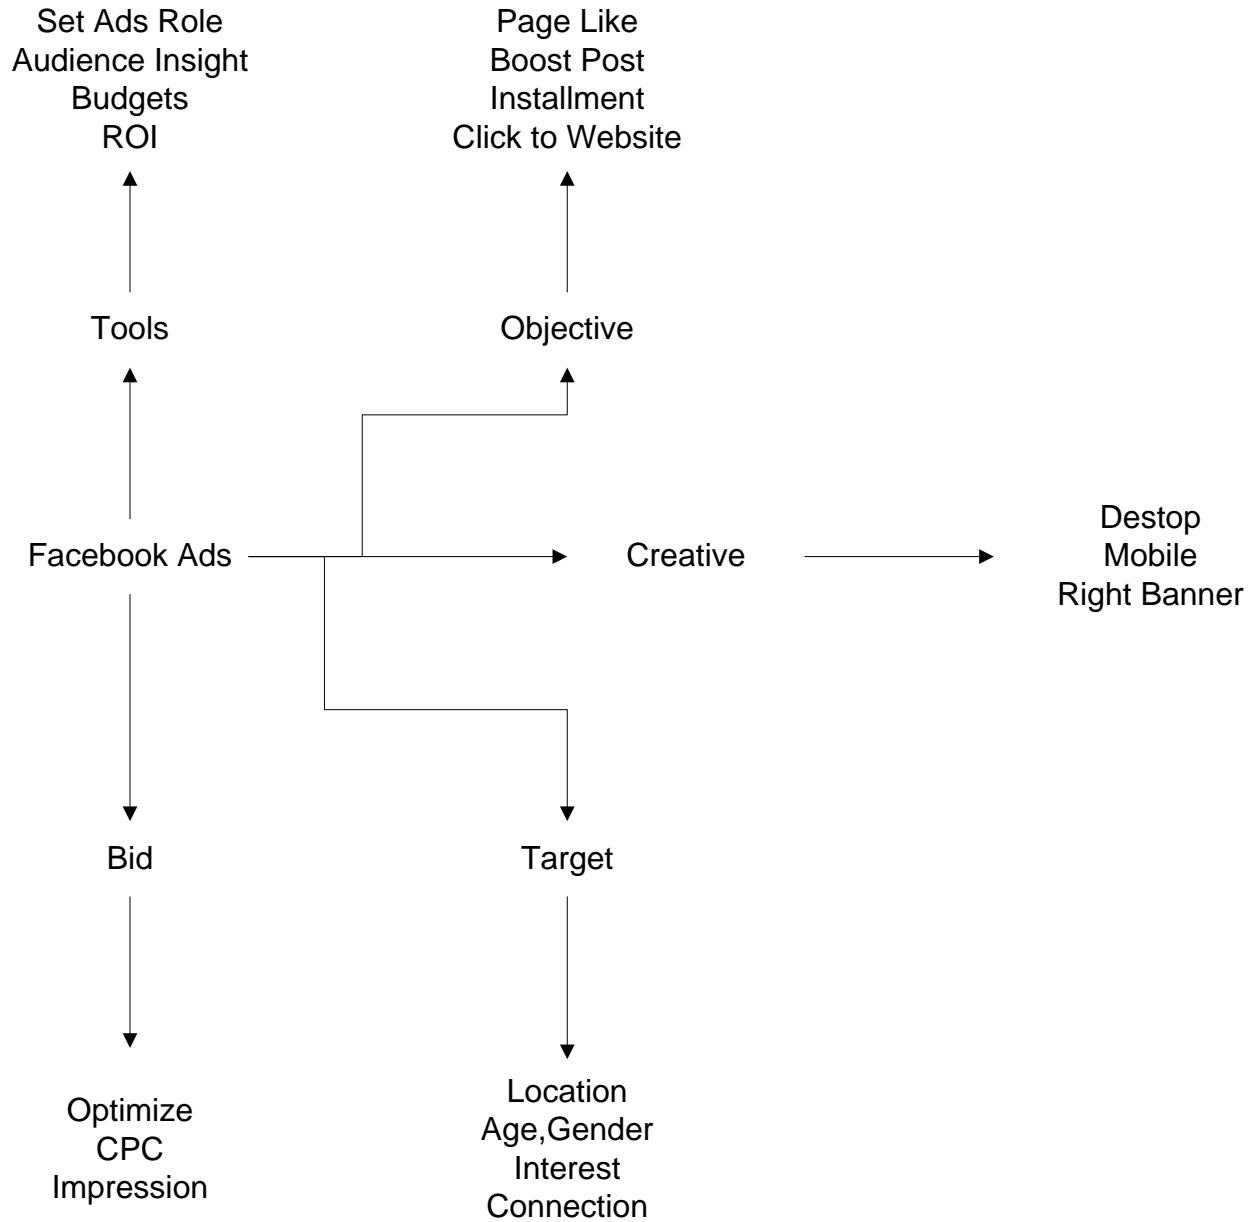 Set Ads Role
Audience Insight
Budgets
ROI
Page Like
Boost Post
Installment
Click to Website
Tools
Objective
Facebook Ads
Creative
Destop
Mobile
Right Banner
Bid
Target
Optimize
CPC
Impression
Location
Age,Gender
Interest
Connection